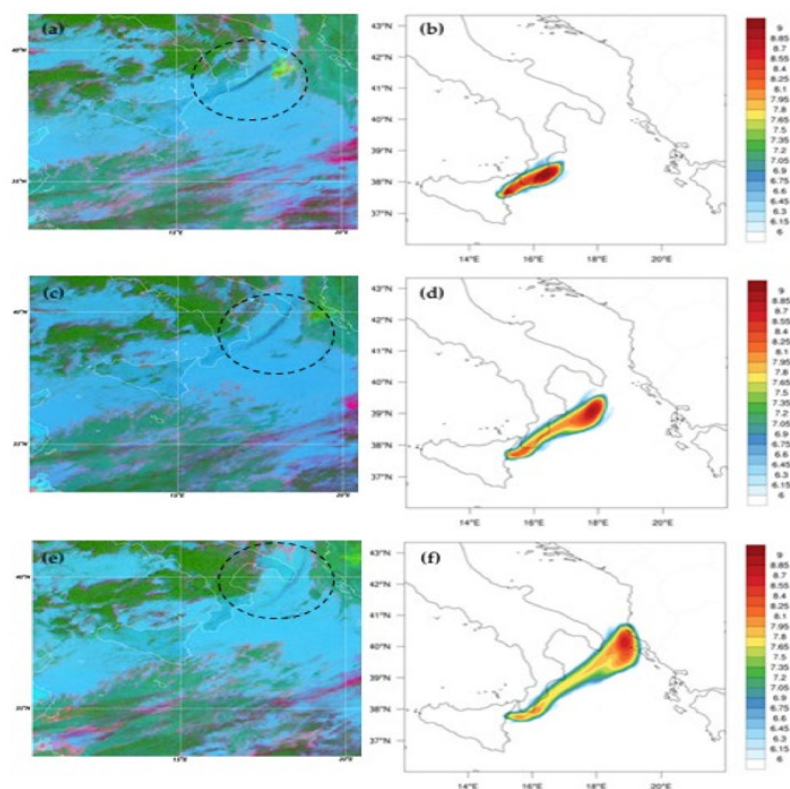 (a)
(b)
43°N
42°N
41°N
40°N
39°N
38°N
37°N
14°E 16°E 18°E 20°E
9
8.85
8.7
8.55
8.4
8.25
8.1
7.95
7.8
7.65
7.5
7.35
7.2
7.05
6.9
6.75
6.6
6.45
6.3
6.15
6
(c)
(d)
43°N
42°N
41°N
40°N
39°N
38°N
37°N
14°E 16°E 18°E 20°E
9
8.85
8.7
8.55
8.4
8.25
8.1
7.95
7.8
7.65
7.5
7.35
7.2
7.05
6.9
6.75
6.6
6.45
6.3
6.15
6
(e)
(f)
43°N
42°N
41°N
40°N
39°N
38°N
37°N
14°E 16°E 18°E 20°E
9
8.85
8.7
8.55
8.4
8.25
8.1
7.95
7.8
7.65
7.5
7.35
7.2
7.05
6.9
6.75
6.6
6.45
6.3
6.15
6